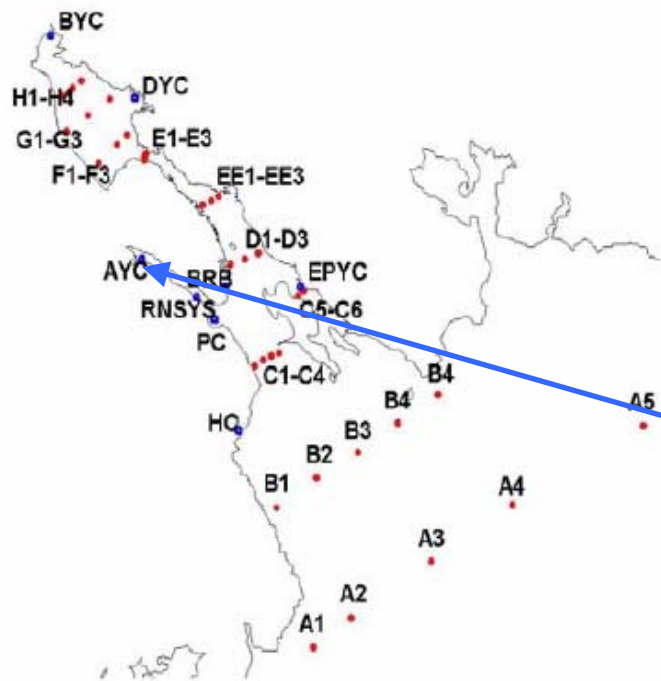 BYC
DYC
H1-H4
G1-G3
E1-E3
F1-F3
EE1-EE3
D1-D3
AYC
BRB
EPYC
RNSYS
C5-C6
PC
C1-C4
B4
A5
B4
HC
B3
B2
B1
A4
A3
A2
A1